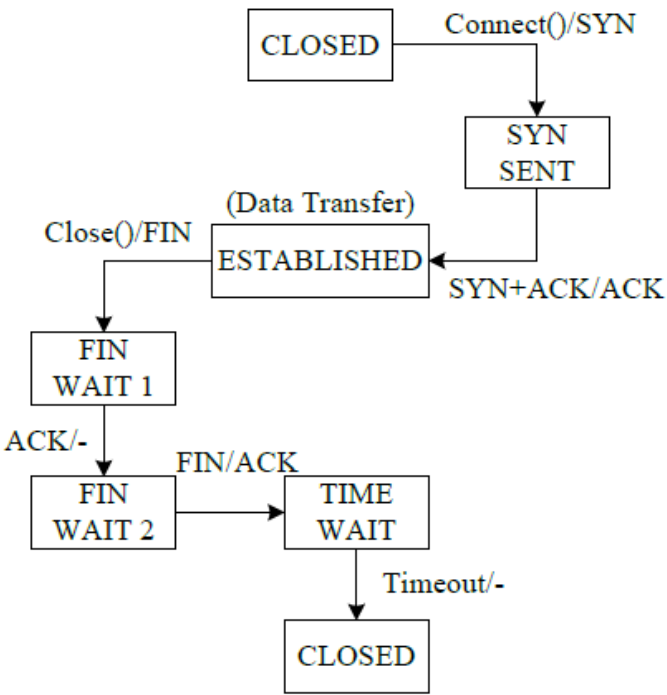 Connect()/SYN
CLOSED
SYN
SENT
(Data Transfer)
Close()/FIN
ESTABLISHED
SYN+ACK/ACK
FIN
WAIT 1
ACK/-
FIN/ACK
FIN
WAIT 2
TIME
WAIT
Timeout/-
CLOSED